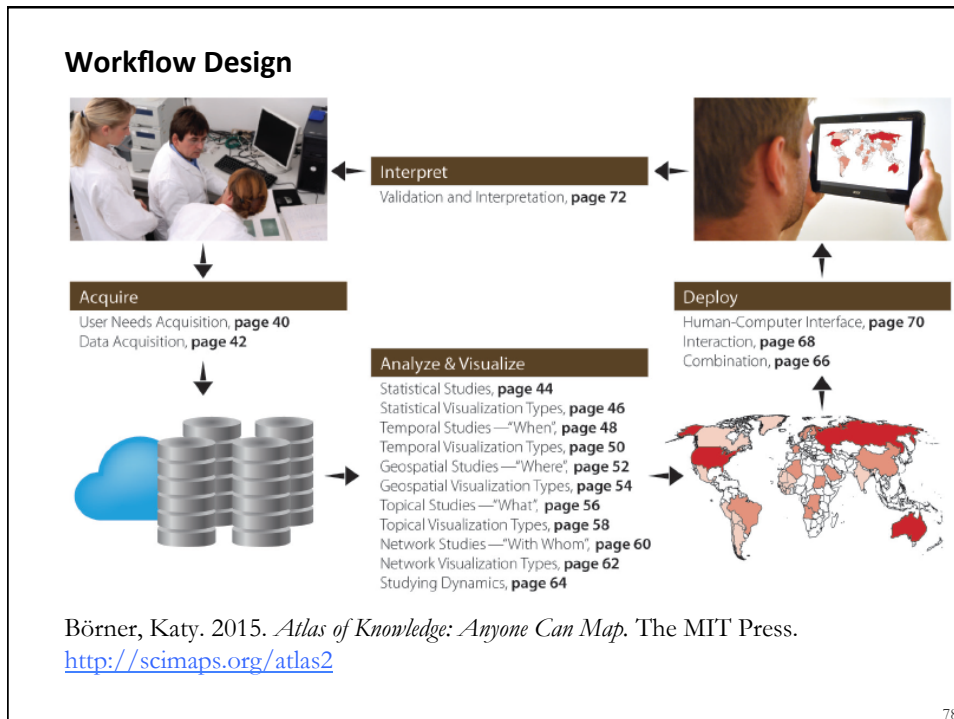 Workflow Design
Interpret
Validation and Interpretation, page 72
Acquire
User Needs Acquisition, page 40
Data Acquisition, page 42
Analyze & Visualize
Statistical Studies, page 44
Statistical Visualization Types, page 46
Temporal Studies—“When”, page 48
Temporal Visualization Types, page 50
Geospatial Studies—“Where”, page 52
Geospatial Visualization Types, page 54
Topical Studies—“What”, page 56
Topical Visualization Types, page 58
Network Studies—“With Whom”, page 60
Network Visualization Types, page 62
Studying Dynamics, page 64
Deploy
Human-Computer Interface, page 70
Interaction, page 68
Combination, page 66
Börner, Katy. 2015. Atlas of Knowledge: Anyone Can Map. The MIT Press.
http://scimaps.org/atlas2
78